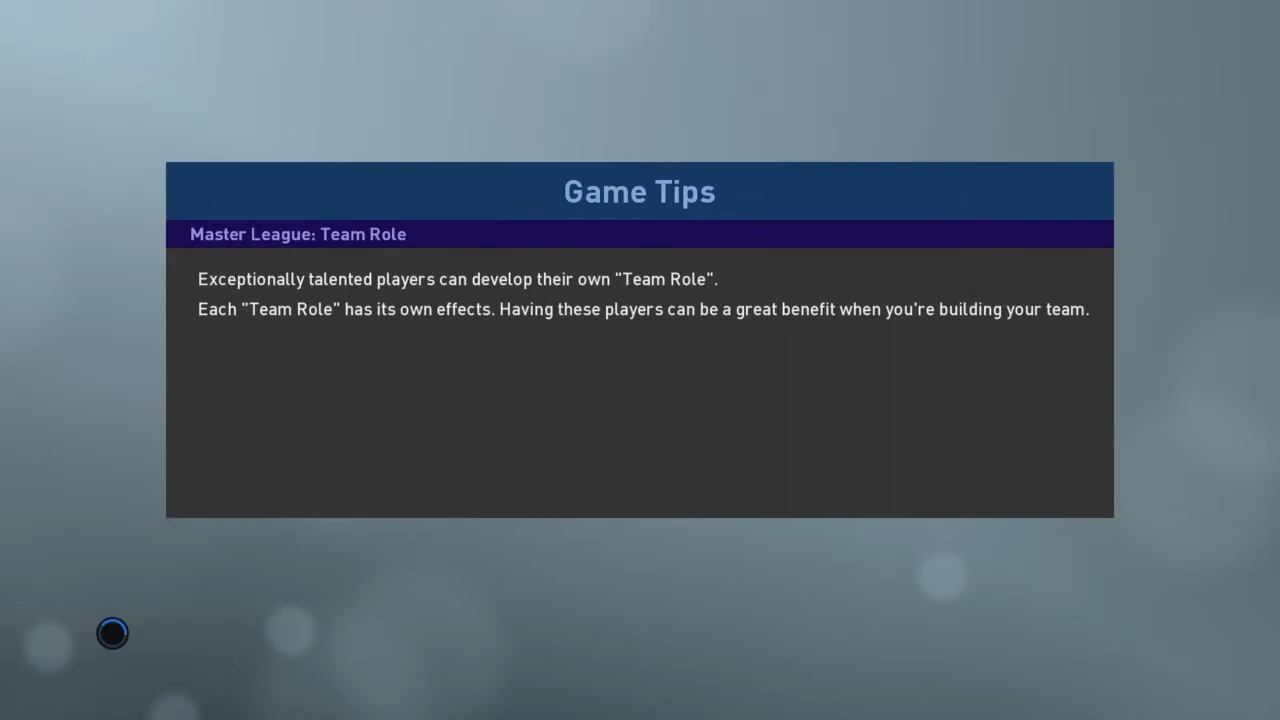 Game Tips
Master League: Team Role
Exceptionally talented players can develop their own "Team Role".
Each "Team Role" has its own effects. Having these players can be a great benefit when you're building your team.